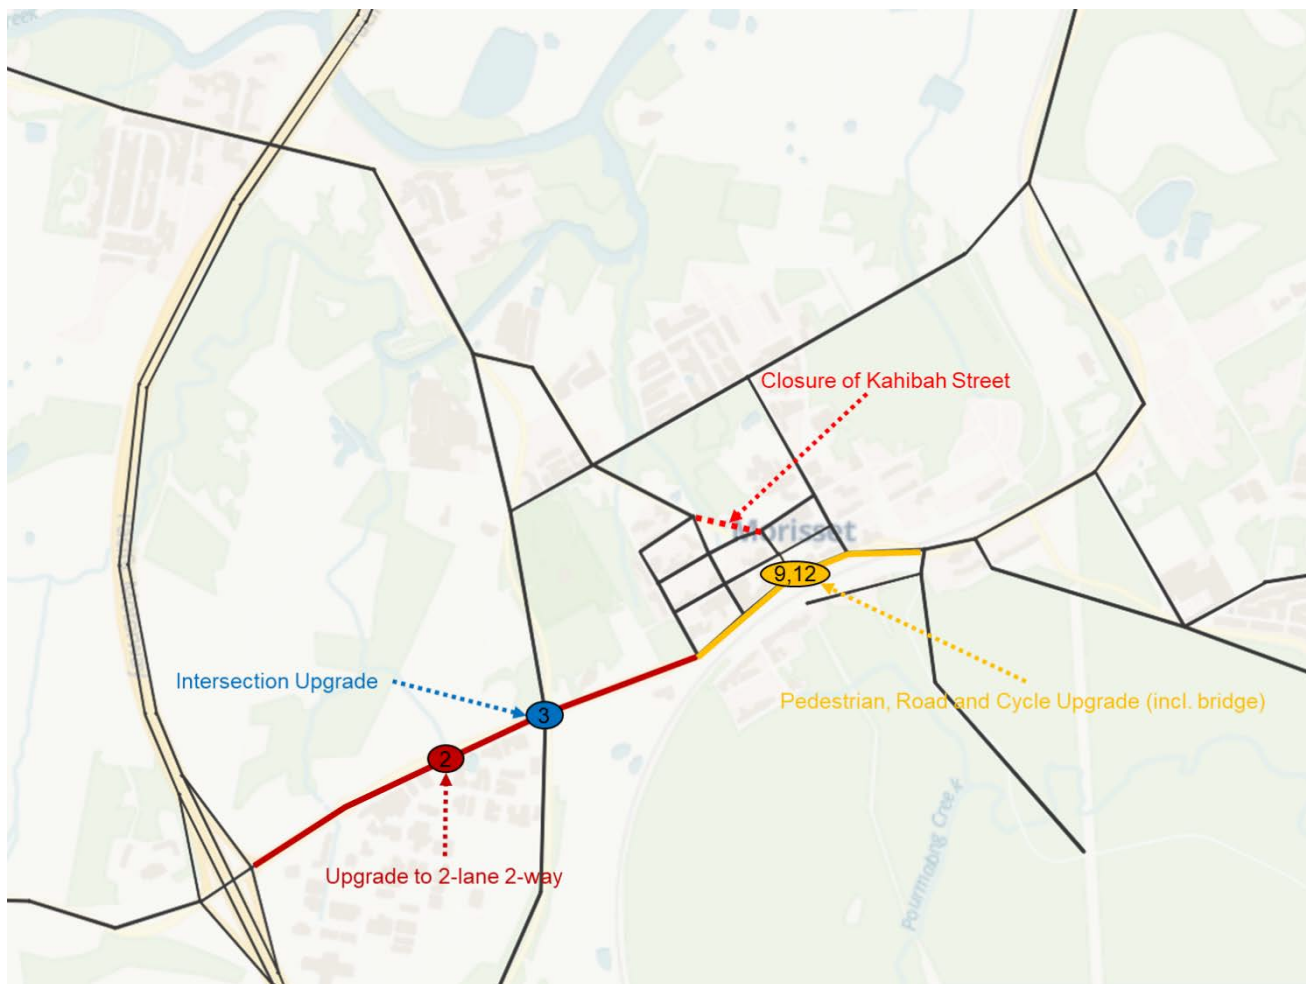 Closure of Kahibah Street
Morisset
9,12
Intersection Upgrade
3
Pedestrian, Road and Cycle Upgrade (incl. bridge)
2
Upgrade to 2-lane 2-way